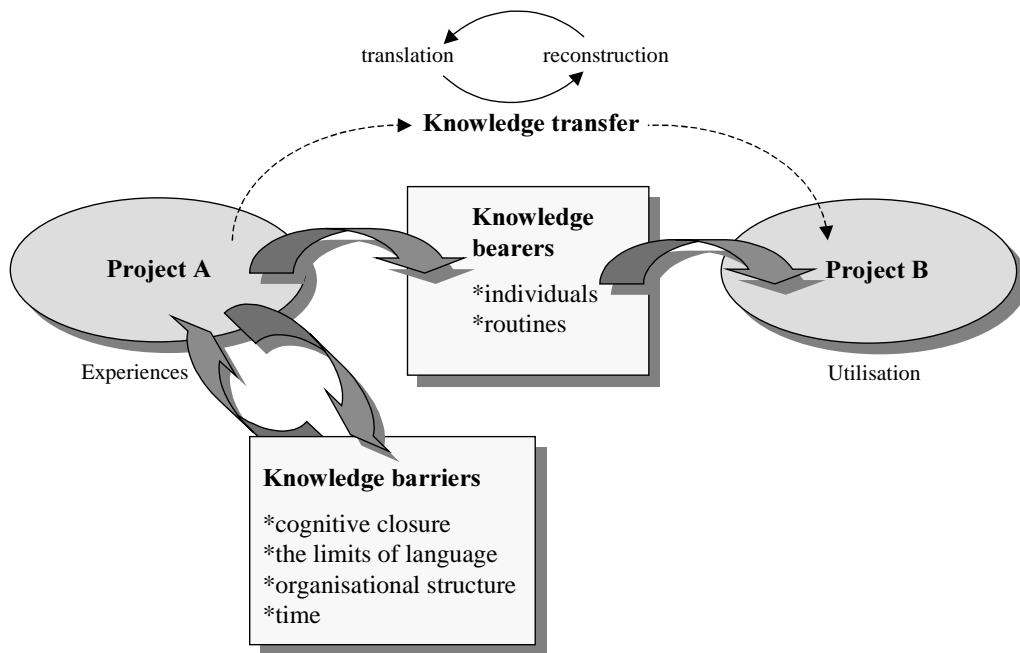 translation
reconstruction
Knowledge transfer
Knowledge
bearers
*individuals
*routines
Project A
Project B
Experiences
Utilisation
Knowledge barriers
*cognitive closure
*the limits of language
*organisational structure
*time